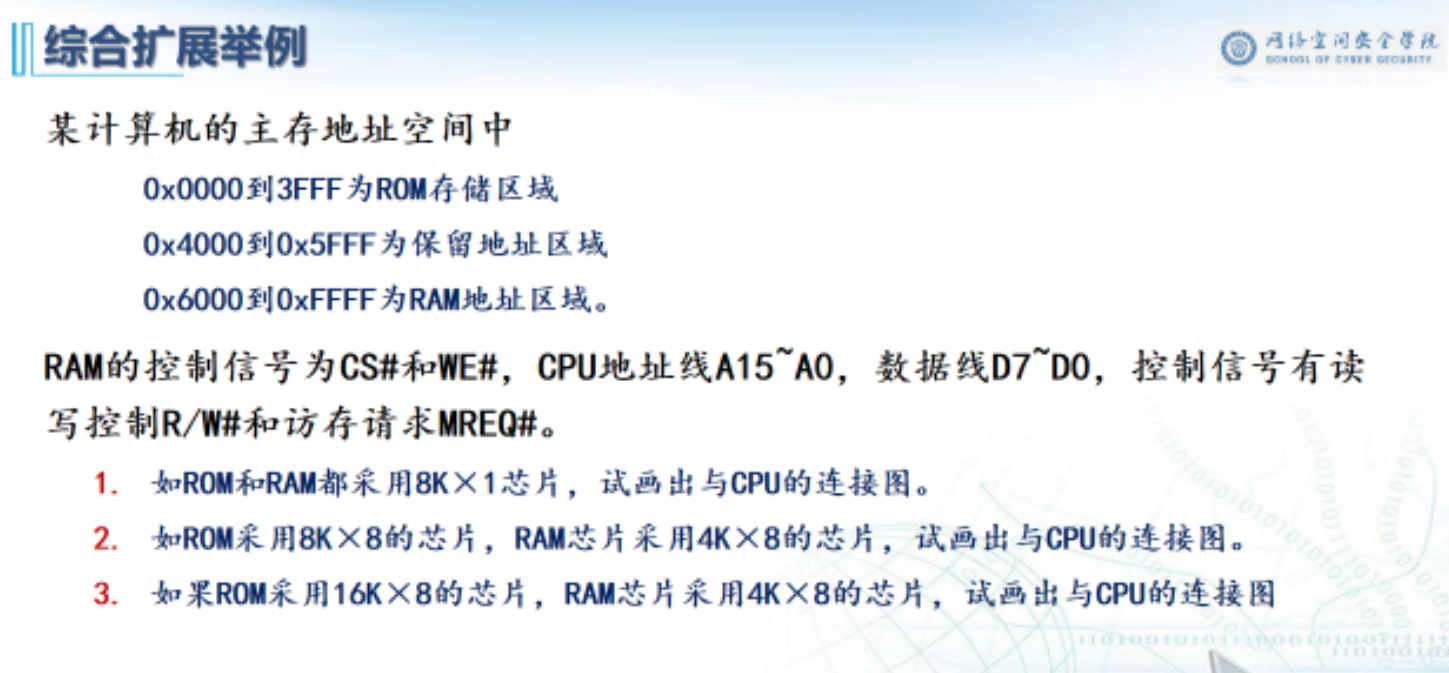 综合扩展举例
网络空间安全学院
SCHOOL OF CYBER SECURITY
某计算机的主存地址空间中
0x0000到3FFF为ROM存储区域
0x4000到0x5FFF为保留地址区域
0x6000到0xFFFF为RAM地址区域。
RAM的控制信号为CS#和WE#，CPU地址线A15~A0，数据线D7~D0，控制信号有读
写控制R/W#和访存请求MREQ#。
1. 如ROM和RAM都采用8K×1芯片，试画出与CPU的连接图。
2. 如ROM采用8K×8的芯片，RAM芯片采用4K×8的芯片，试画出与CPU的连接图。
3. 如果ROM采用16K×8的芯片，RAM芯片采用4K×8的芯片，试画出与CPU的连接图